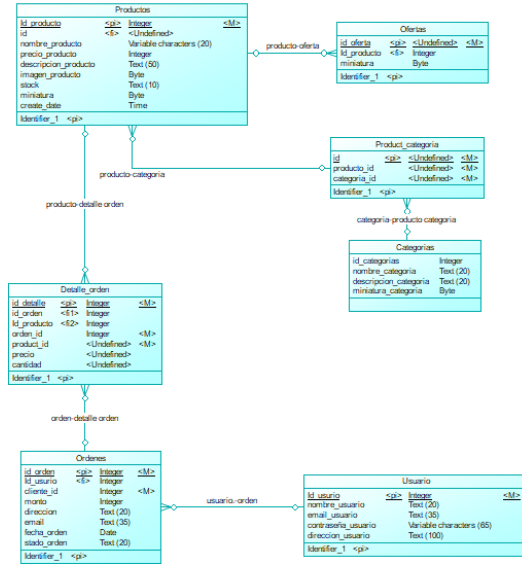 Productos
Id_producto <pi> Integer <M>
id <fi> <Undefined>
nombre_producto Variable characters (20)
precio_producto Integer
descripcion_producto Text (50)
imagen_producto Byte
stock Text (10)
miniatura Byte
create_date Time
Identifier_1 <pi>
producto-oferta
Ofertas
id_oferta <pi> <Undefined> <M>
Id_producto <fi> Integer
miniatura Byte
Identifier_1 <pi>
producto-categoria
Product_categoria
id <pi> <Undefined> <M>
producto_id <Undefined> <M>
categoria_id <Undefined> <M>
Identifier_1 <pi>
producto-detalle orden
categoria-producto categoria
Categorias
id_categorias Integer
nombre_categoria Text (20)
descripcion_categoria Text (20)
miniatura_categoria Byte
Detalle_orden
id_detalle <pi> Integer <M>
id_orden <fi1> Integer
Id_producto <fi2> Integer
orden_id Integer <M>
product_id <Undefined> <M>
precio <Undefined>
cantidad <Undefined>
Identifier_1 <pi>
orden-detalle orden
Ordenes
id_orden <pi> Integer <M>
Id_usurio <fi> Integer
cliente_id Integer <M>
monto Integer
direccion Text (20)
email Text (35)
fecha_orden Date
stado_orden Text (20)
Identifier_1 <pi>
usuario.-orden
Usuario
Id_usurio <pi> Integer <M>
nombre_usuario Text (20)
email_usuario Text (35)
contraseña_usuario Variable characters (65)
direccion_usuario Text (100)
Identifier_1 <pi>